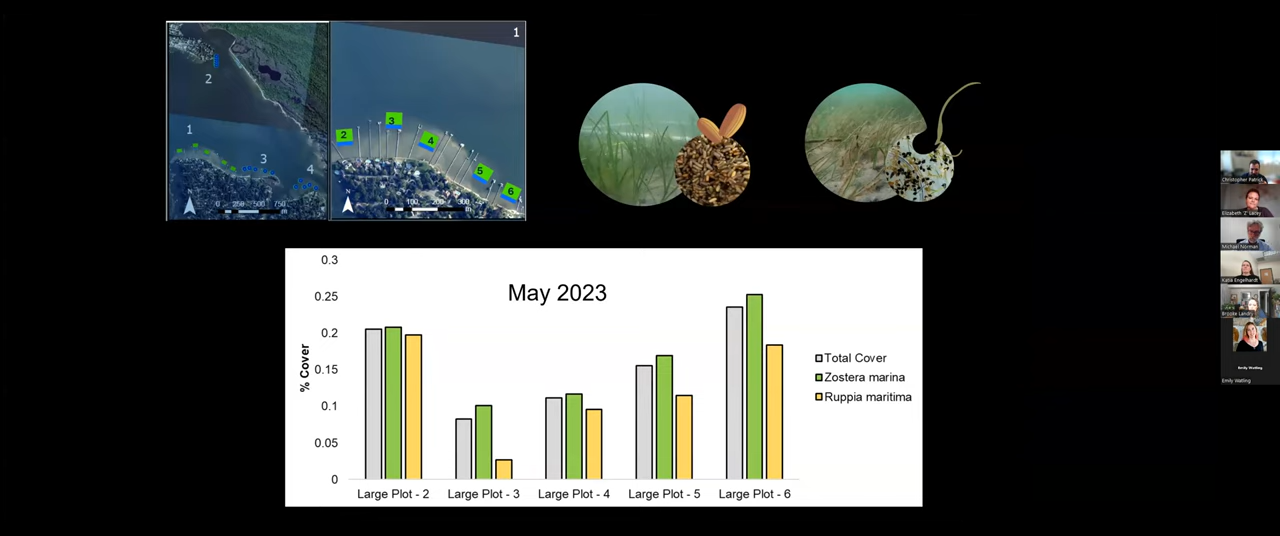 1
2
1
3
4
N
0 250 500 750
m
2
3
4
5
6
N
0 100 200 300
m
May 2023
0.3
0.25
0.2
0.15
0.1
0.05
0
% Cover
Large Plot - 2
Large Plot - 3
Large Plot - 4
Large Plot - 5
Large Plot - 6
Total Cover
Zostera marina
Ruppia maritima
Christopher Patrick
Elizabeth 'Z' Lacey
Michael Norman
Katie Engelhardt
Brooke Landry
Emily Watling
Emily Watling